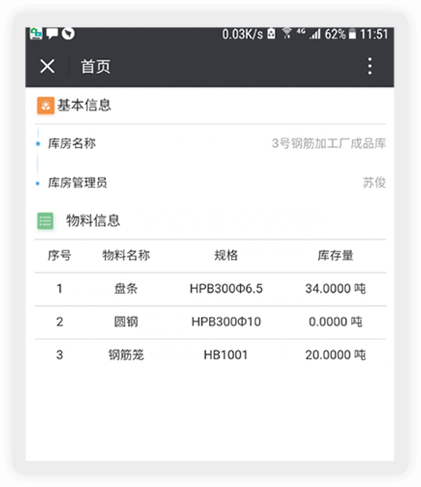 0.03K/s 4G 62% 11:51
首页
基本信息
库房名称 3号钢筋加工厂成品库
库房管理员 苏俊
物料信息
序号 物料名称 规格 库存量
1 盘条 HPB300Φ6.5 34.0000 吨
2 圆钢 HPB300Φ10 0.0000 吨
3 钢筋笼 HB1001 20.0000 吨